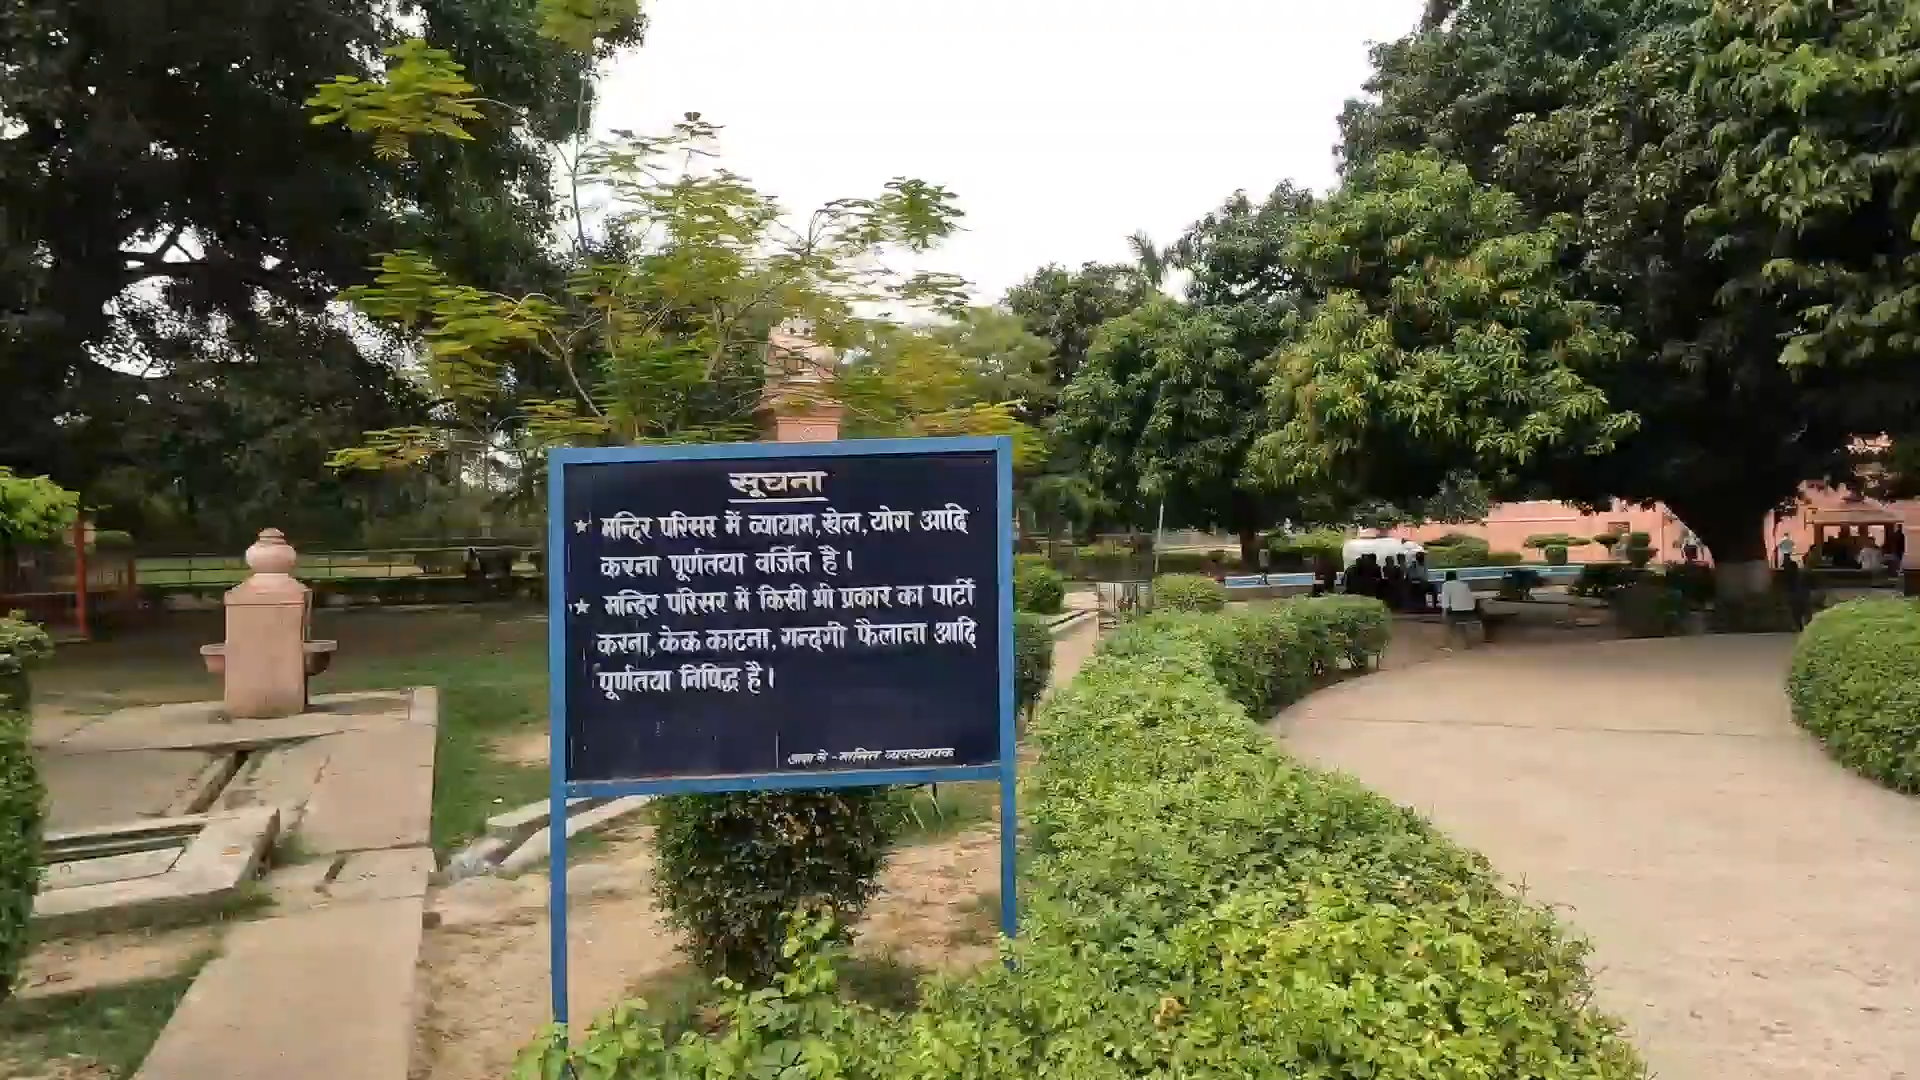 सूचना
★ मन्दिर परिसर में व्यायाम, खेल, योग आदि
करना पूर्णतया वर्जित है।
★ मन्दिर परिसर में किसी भी प्रकार का पार्टी
करना, केक काटना, गन्दगी फैलाना आदि
पूर्णतया निषिद्ध है।
आज्ञा से - व्यवस्थापक